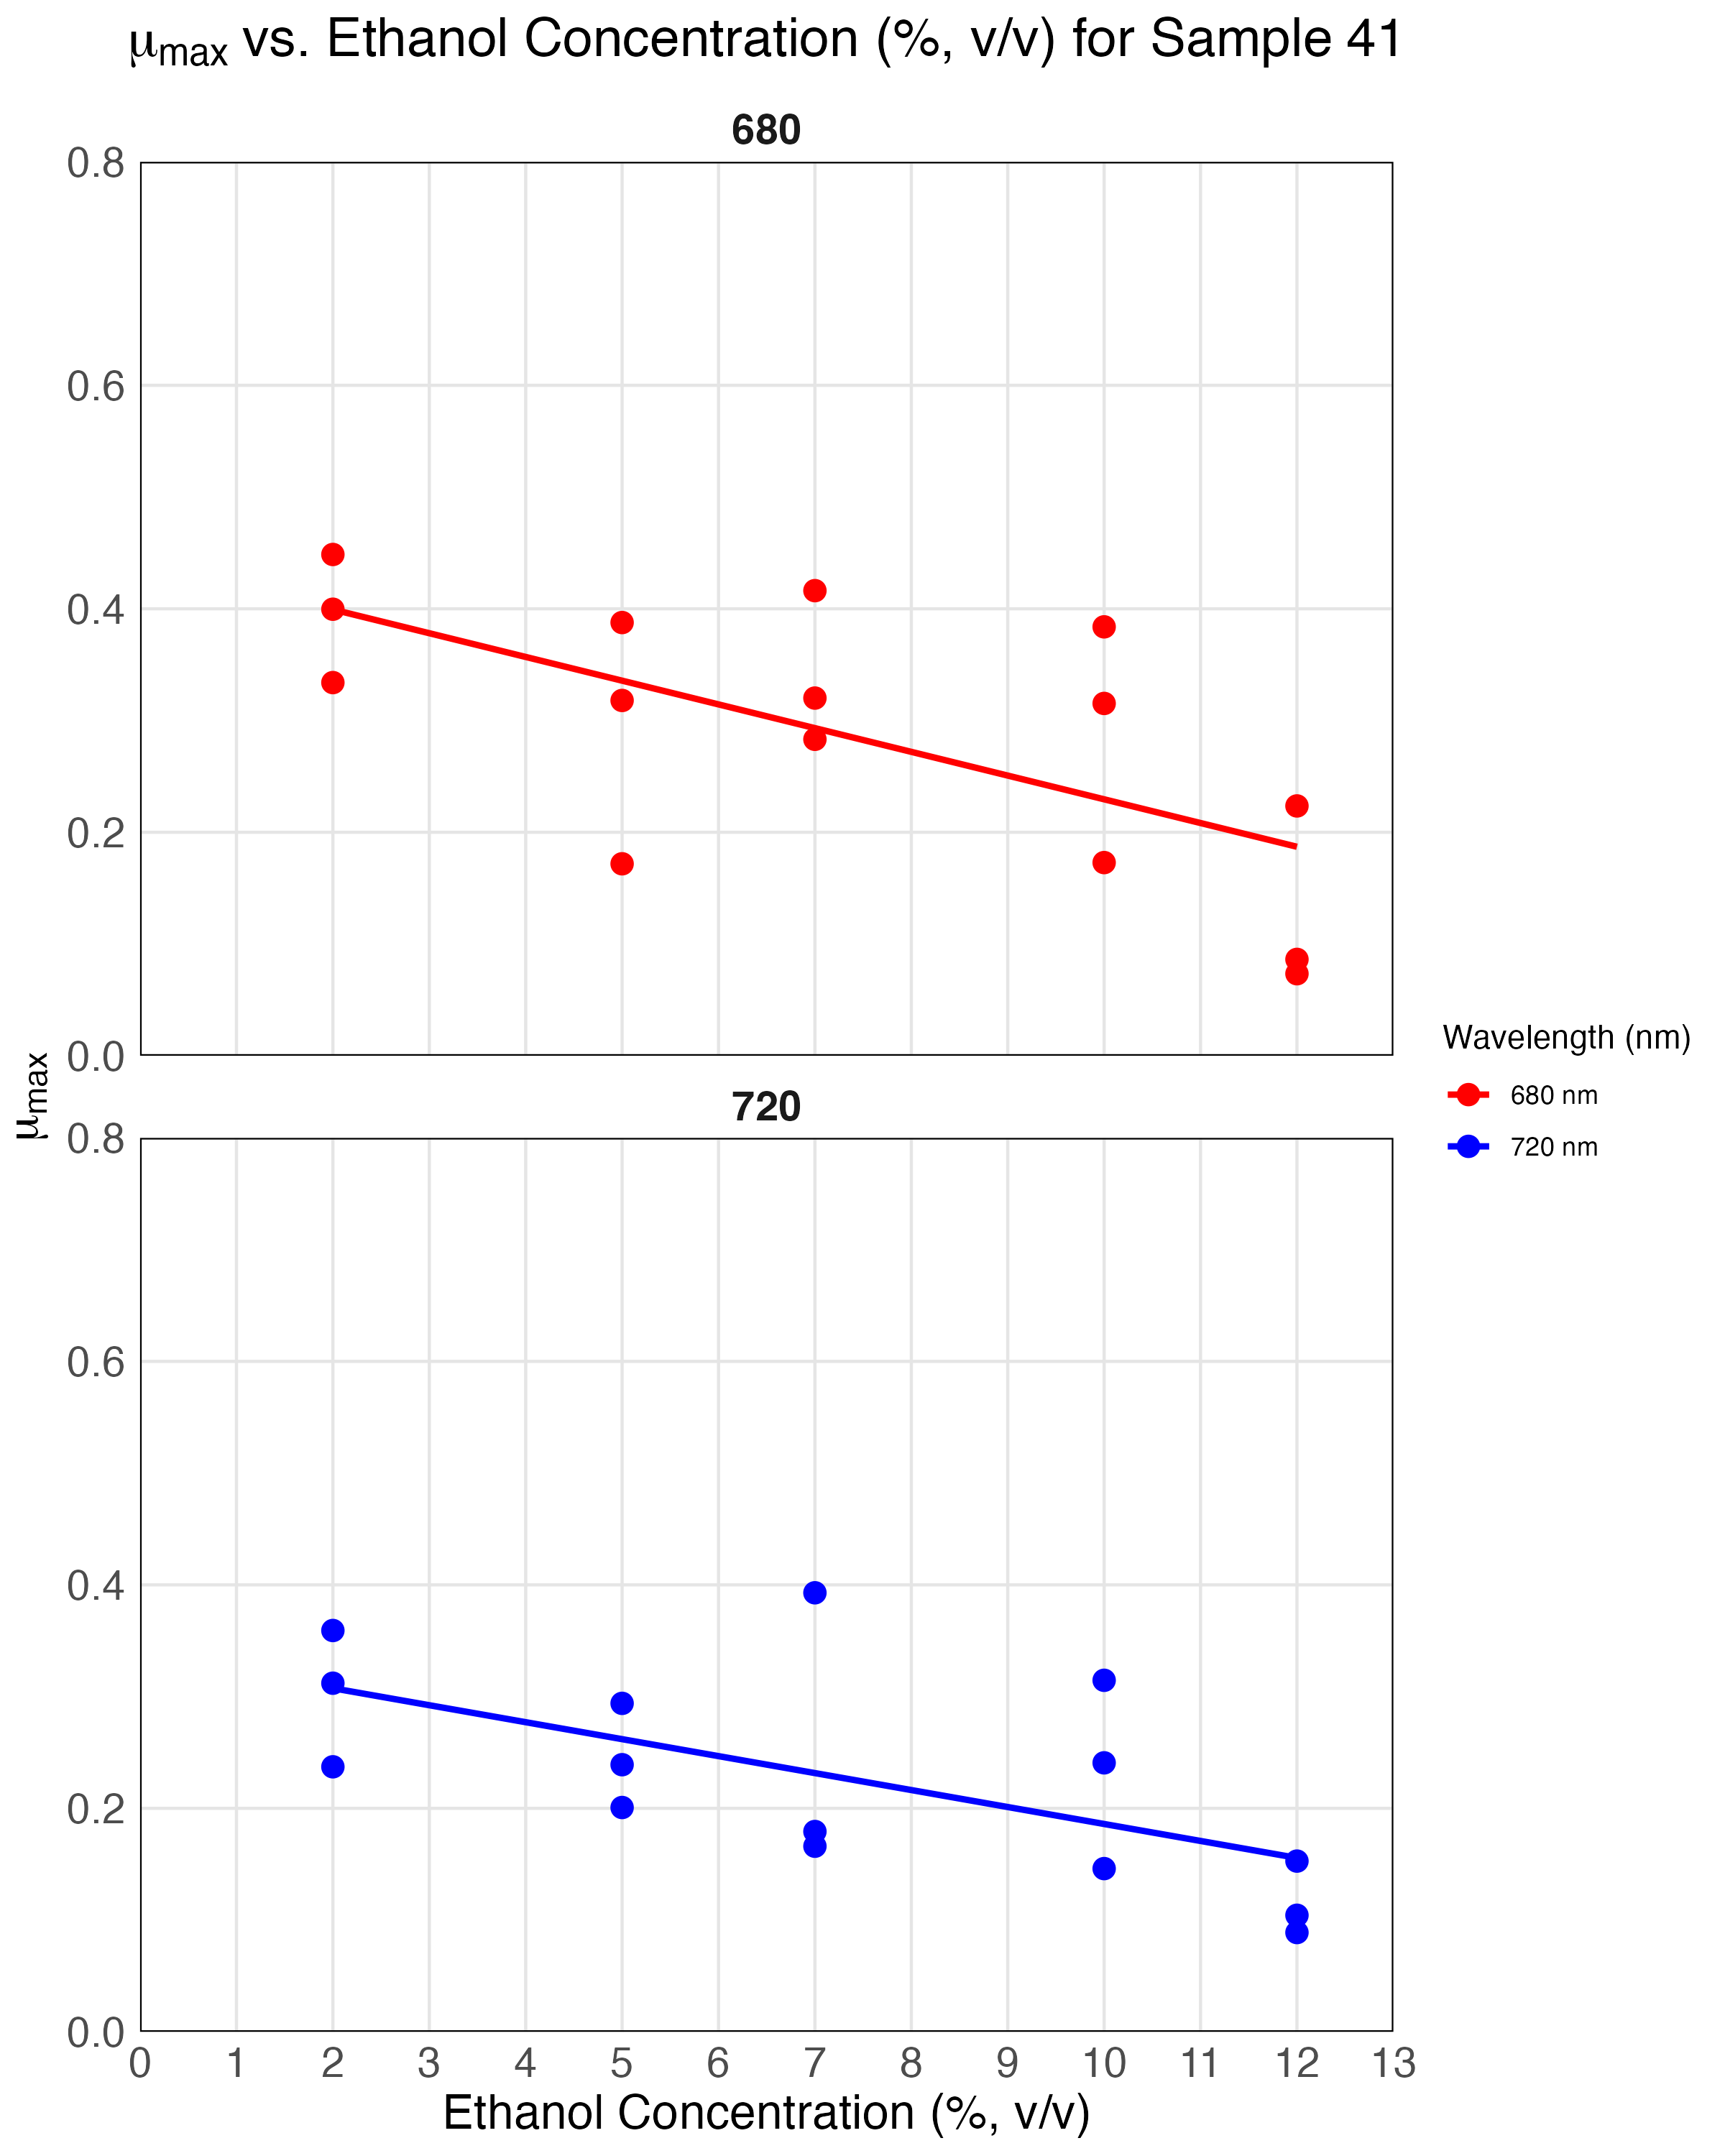 μmax vs. Ethanol Concentration (%, v/v) for Sample 41
680
0.8
0.6
0.4
0.2
0.0
μmax
720
0.8
0.6
0.4
0.2
0.0
0 1 2 3 4 5 6 7 8 9 10 11 12 13
Ethanol Concentration (%, v/v)
Wavelength (nm)
680 nm
720 nm